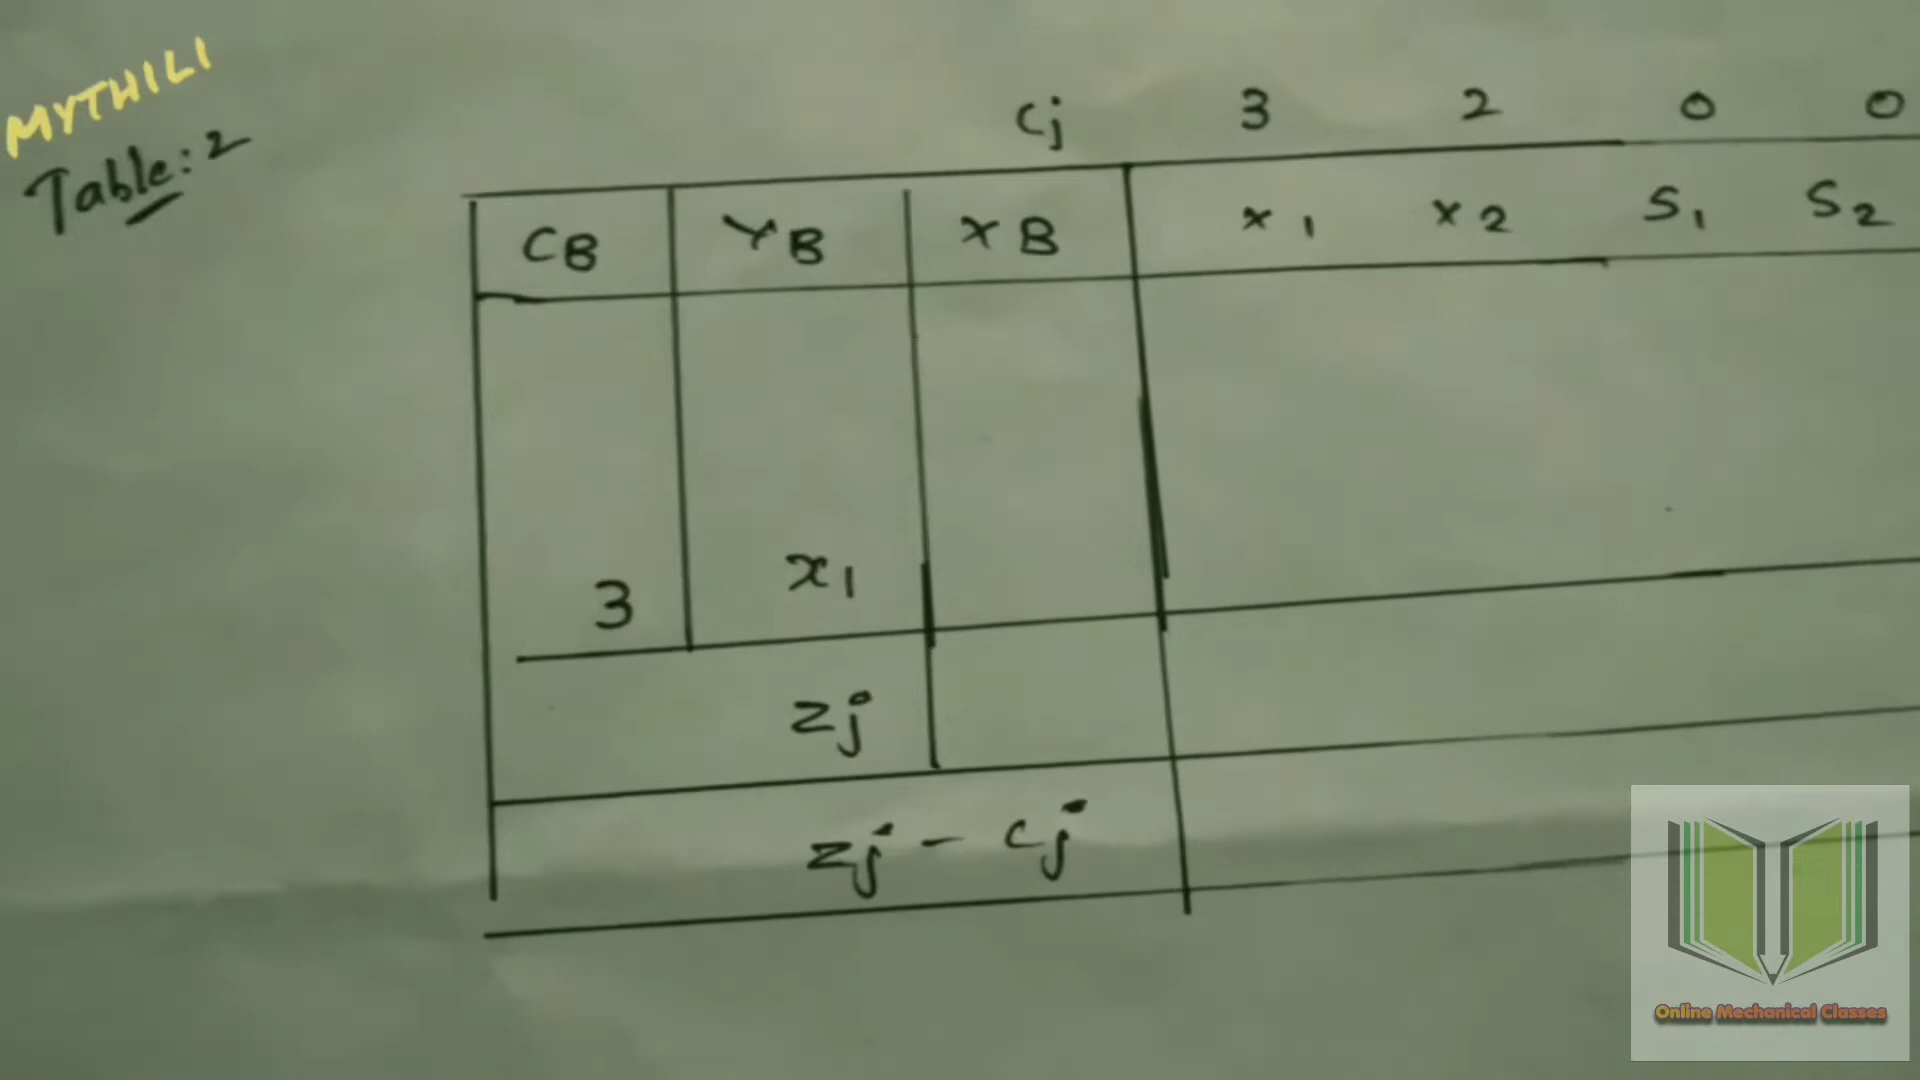 MYTHILI
Table: 2
Cj 3 2 0 0
CB YB XB x1 x2 S1 S2
3 x1
Zj
Zj - Cj
Online Mechanical Classes